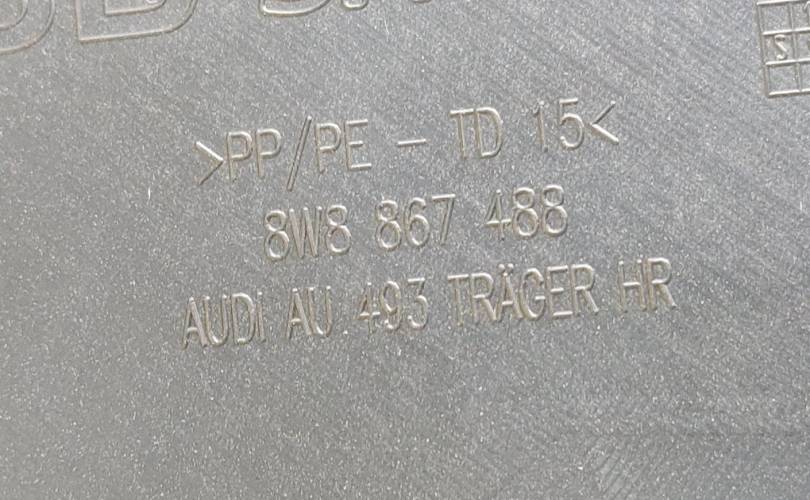 >PP/PE - TD 15<
8W8 867 488
AUDI AU 493 TRÄGER HR